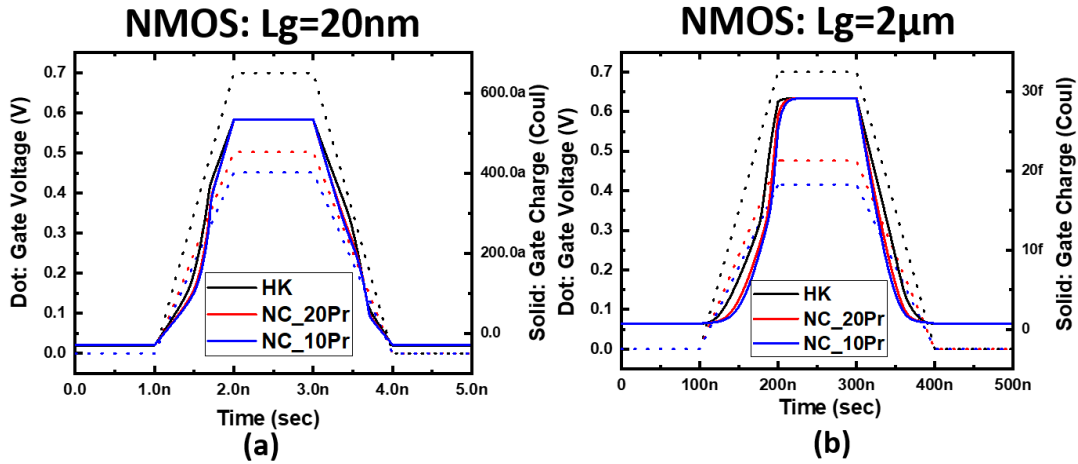 NMOS: Lg=20nm
0.7
0.6
0.5
0.4
0.3
0.2
0.1
0.0
Dot: Gate Voltage (V)
600.0a
400.0a
200.0a
0.0
Solid: Gate Charge (Coul)
HK
NC_20Pr
NC_10Pr
0.0 1.0n 2.0n 3.0n 4.0n 5.0n
Time (sec)
(a)
NMOS: Lg=2µm
0.7
0.6
0.5
0.4
0.3
0.2
0.1
0.0
Dot: Gate Voltage (V)
30f
20f
10f
0
Solid: Gate Charge (Coul)
HK
NC_20Pr
NC_10Pr
0 100n 200n 300n 400n 500n
Time (sec)
(b)